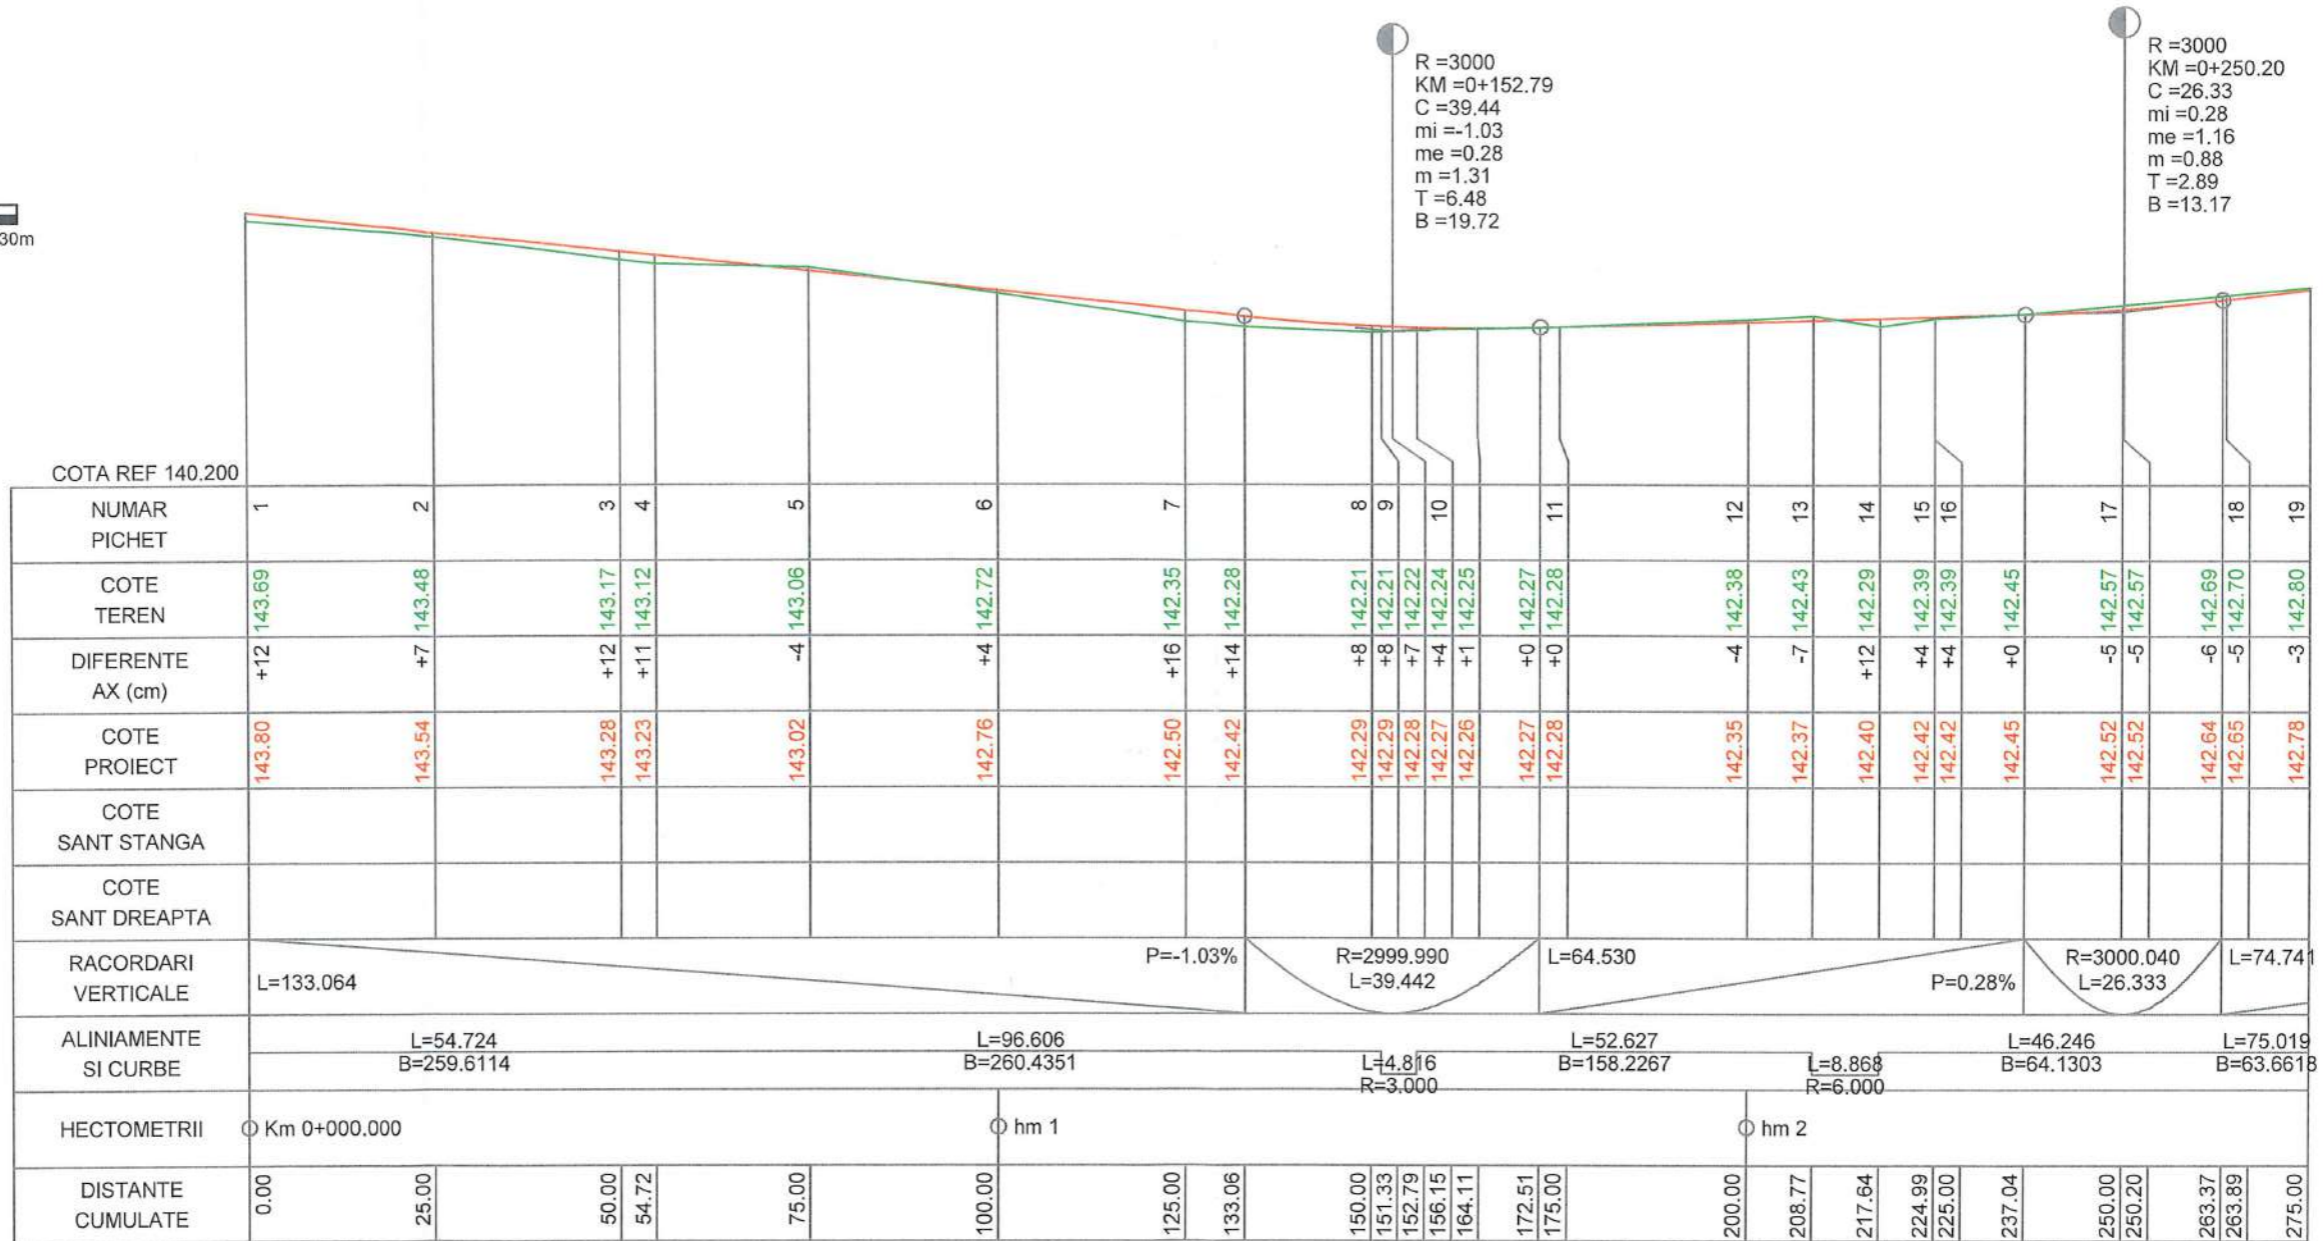 R =3000
KM =0+152.79
C =39.44
mi =-1.03
me =0.28
m =1.31
T =6.48
B =19.72
R =3000
KM =0+250.20
C =26.33
mi =0.28
me =1.16
m =0.88
T =2.89
B =13.17
30m
COTA REF 140.200
NUMAR PICHET 1 2 3 4 5 6 7 8 9 10 11 12 13 14 15 16 17 18 19
COTE TEREN 143.69 143.48 143.17 143.12 143.06 142.72 142.35 142.28 142.21 142.21 142.22 142.24 142.25 142.27 142.28 142.38 142.43 142.29 142.39 142.39 142.45 142.57 142.57 142.69 142.70 142.80
DIFERENTE AX (cm) +12 +7 +12 +11 -4 +4 +16 +14 +8 +8 +7 +4 +1 +0 +0 -4 -7 +12 +4 +4 +0 -5 -5 -6 -5 -3
COTE PROIECT 143.80 143.54 143.28 143.23 143.02 142.76 142.50 142.42 142.29 142.29 142.28 142.27 142.26 142.27 142.28 142.35 142.37 142.40 142.42 142.42 142.45 142.52 142.52 142.64 142.65 142.78
COTE SANT STANGA
COTE SANT DREAPTA
RACORDARI VERTICALE
L=133.064
P=-1.03%
R=2999.990
L=39.442
L=64.530
P=0.28%
R=3000.040
L=26.333
L=74.741
ALINIAMENTE SI CURBE
L=54.724
B=259.6114
L=96.606
B=260.4351
L=4.816
R=3.000
L=52.627
B=158.2267
L=8.868
R=6.000
L=46.246
B=64.1303
L=75.019
B=63.6618
HECTOMETRII Km 0+000.000 hm 1 hm 2
DISTANTE CUMULATE 0.00 25.00 50.00 54.72 75.00 100.00 125.00 133.06 150.00 151.33 152.79 156.15 164.11 172.51 175.00 200.00 208.77 217.64 224.99 225.00 237.04 250.00 250.20 263.37 263.89 275.00